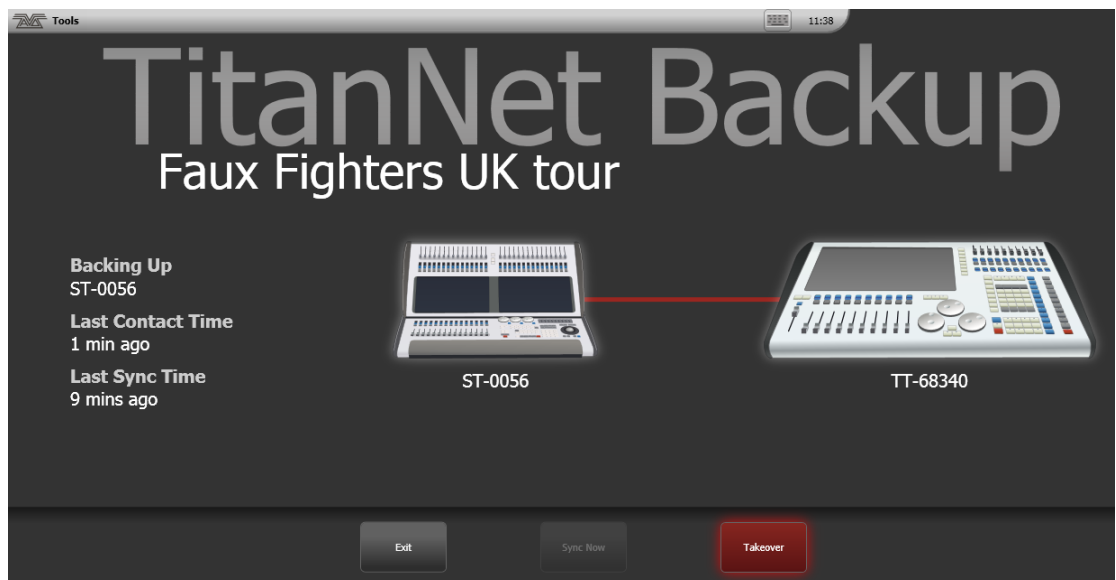 Tools
11:38
TitanNet Backup
Faux Fighters UK tour
Backing Up
ST-0056
Last Contact Time
1 min ago
Last Sync Time
9 mins ago
ST-0056
TT-68340
Exit
Sync Now
Takeover